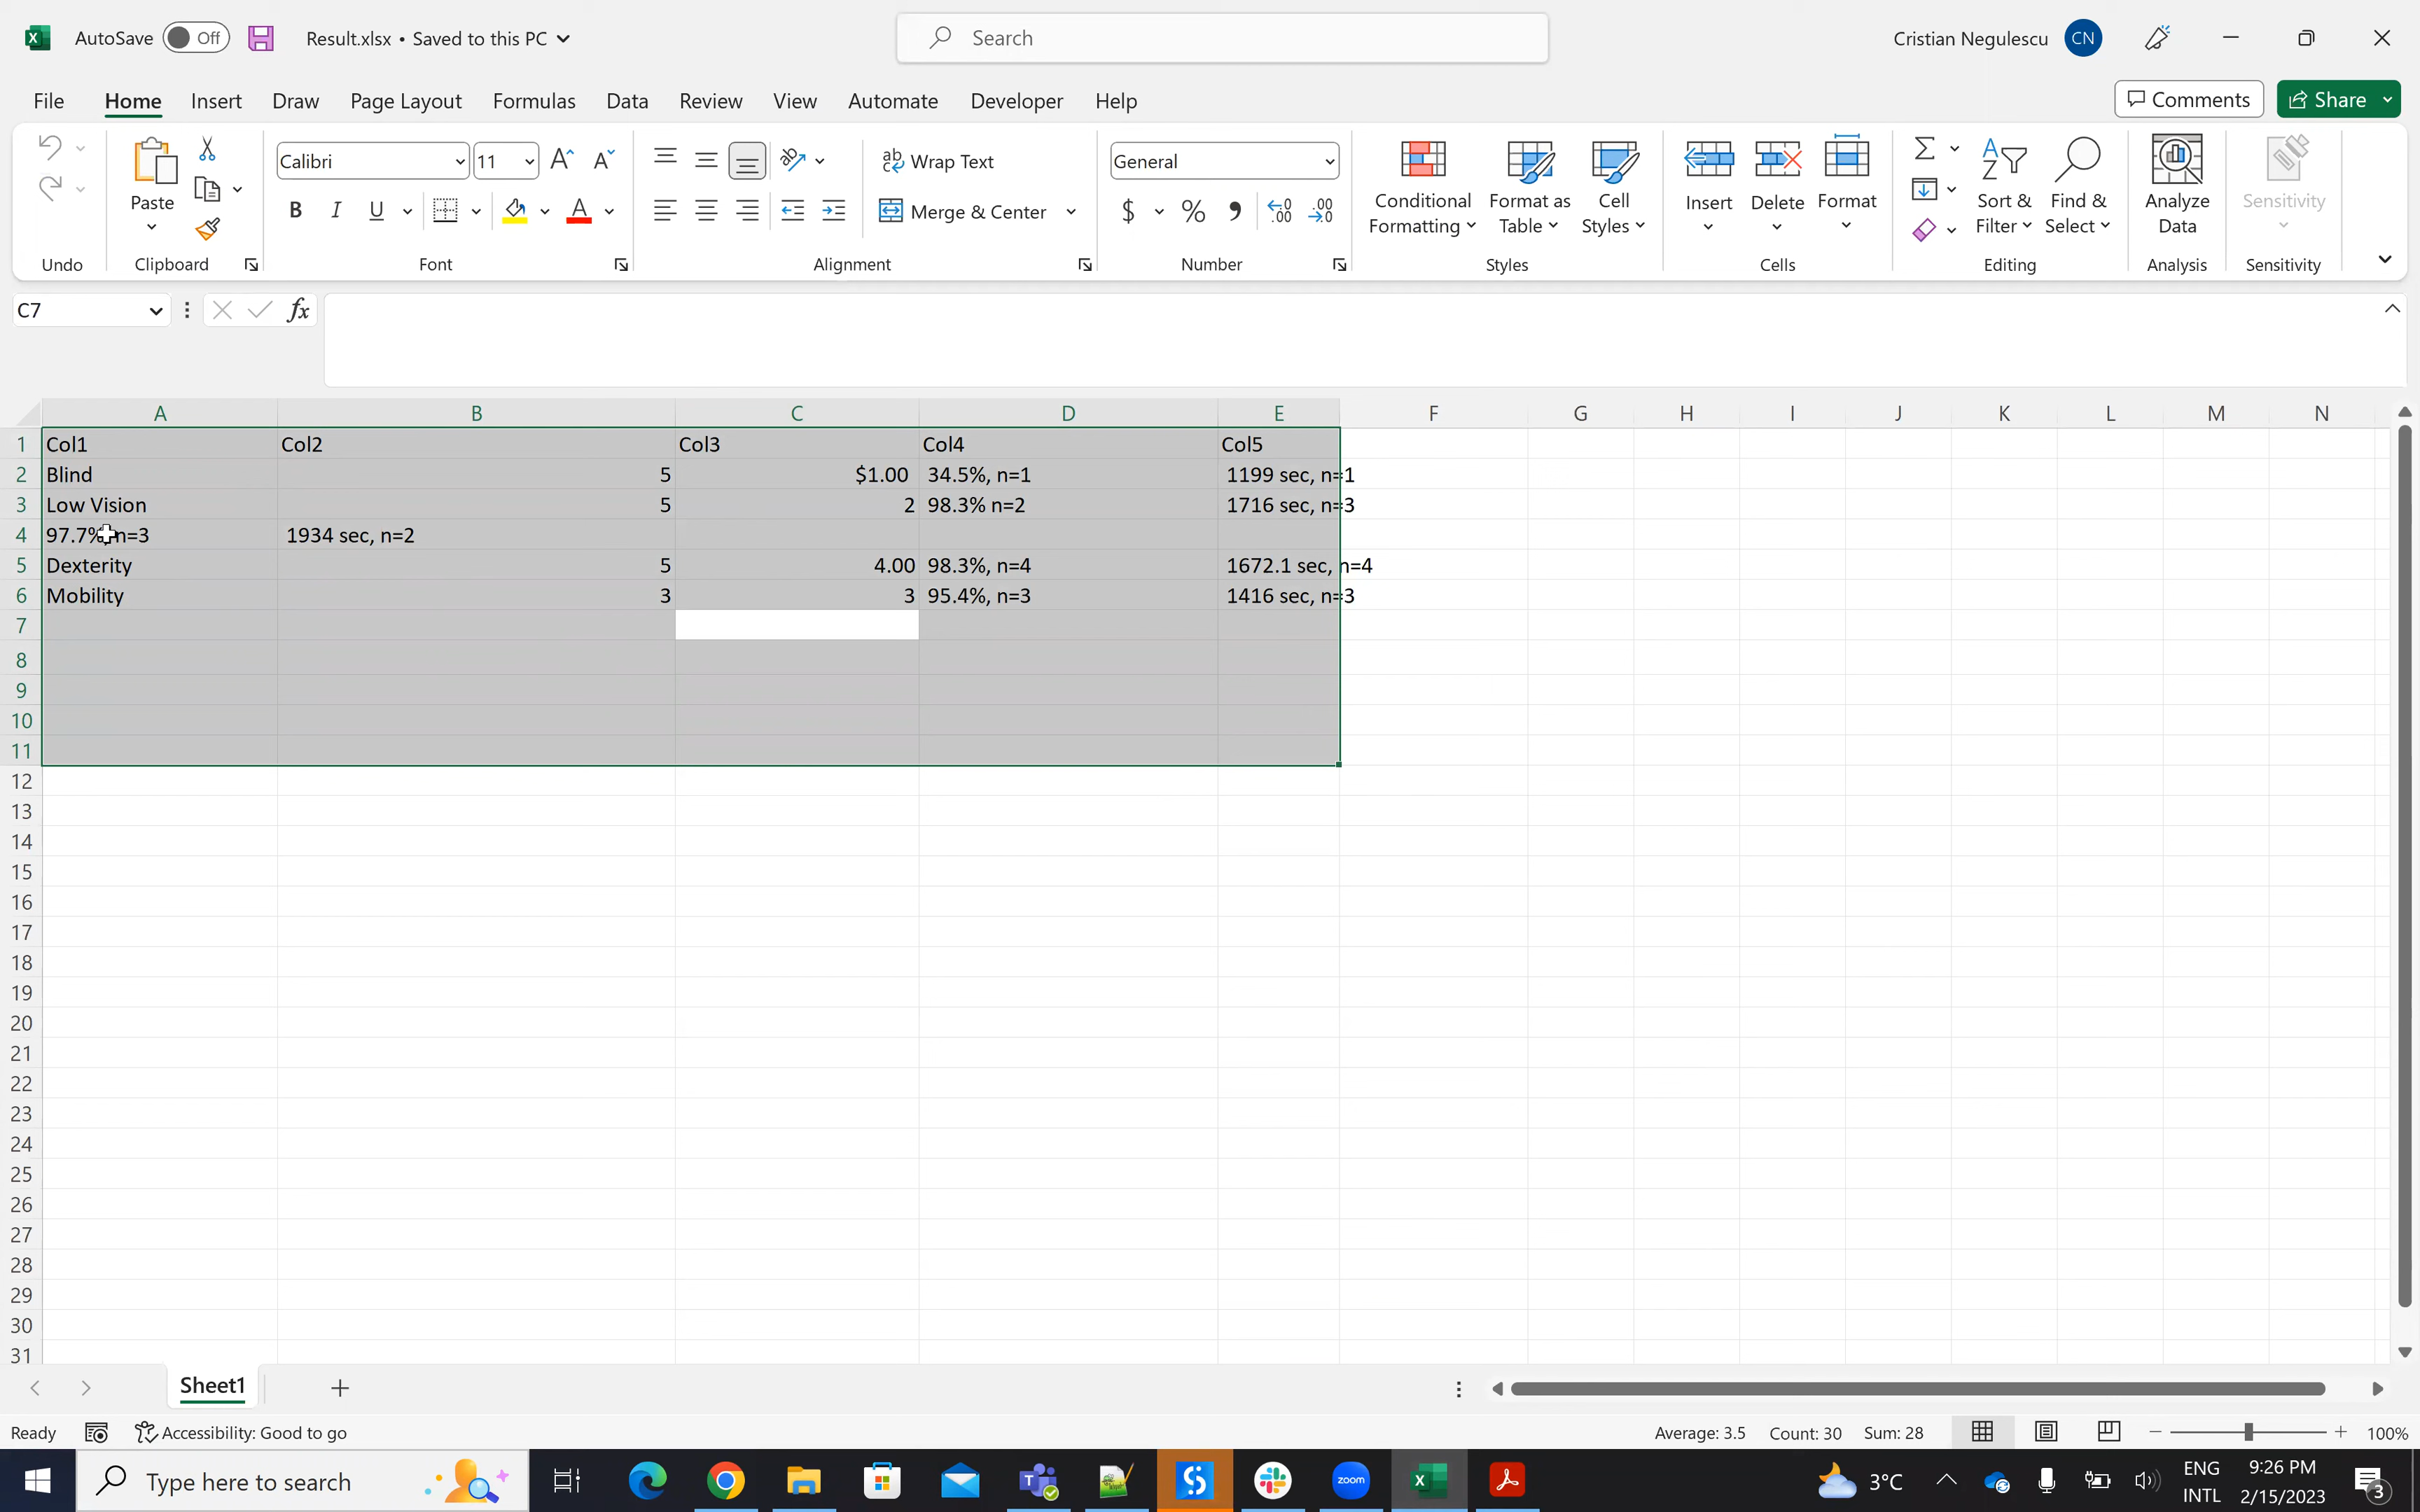 AutoSave Off Result.xlsx • Saved to this PC Search Cristian Negulescu CN
File Home Insert Draw Page Layout Formulas Data Review View Automate Developer Help Comments Share
Paste Calibri 11 A A ab Wrap Text General Conditional Formatting Format as Table Cell Styles Insert Delete Format Sort & Filter Find & Select Analyze Data Sensitivity
B I U A Merge & Center $ % 9 .00 .00
Undo Clipboard Font Alignment Number Styles Cells Editing Analysis Sensitivity
C7 fx
A B C D E F G H I J K L M N
1 Col1 Col2 Col3 Col4 Col5
2 Blind 5 $1.00 34.5%, n=1 1199 sec, n=1
3 Low Vision 5 2 98.3% n=2 1716 sec, n=3
4 97.7% n=3 1934 sec, n=2
5 Dexterity 5 4.00 98.3%, n=4 1672.1 sec, n=4
6 Mobility 3 3 95.4%, n=3 1416 sec, n=3
7
8
9
10
11
12
13
14
15
16
17
18
19
20
21
22
23
24
25
26
27
28
29
30
31
Sheet1
Ready Accessibility: Good to go Average: 3.5 Count: 30 Sum: 28 100%
Type here to search zoom 3°C ENG INTL 9:26 PM 2/15/2023 3